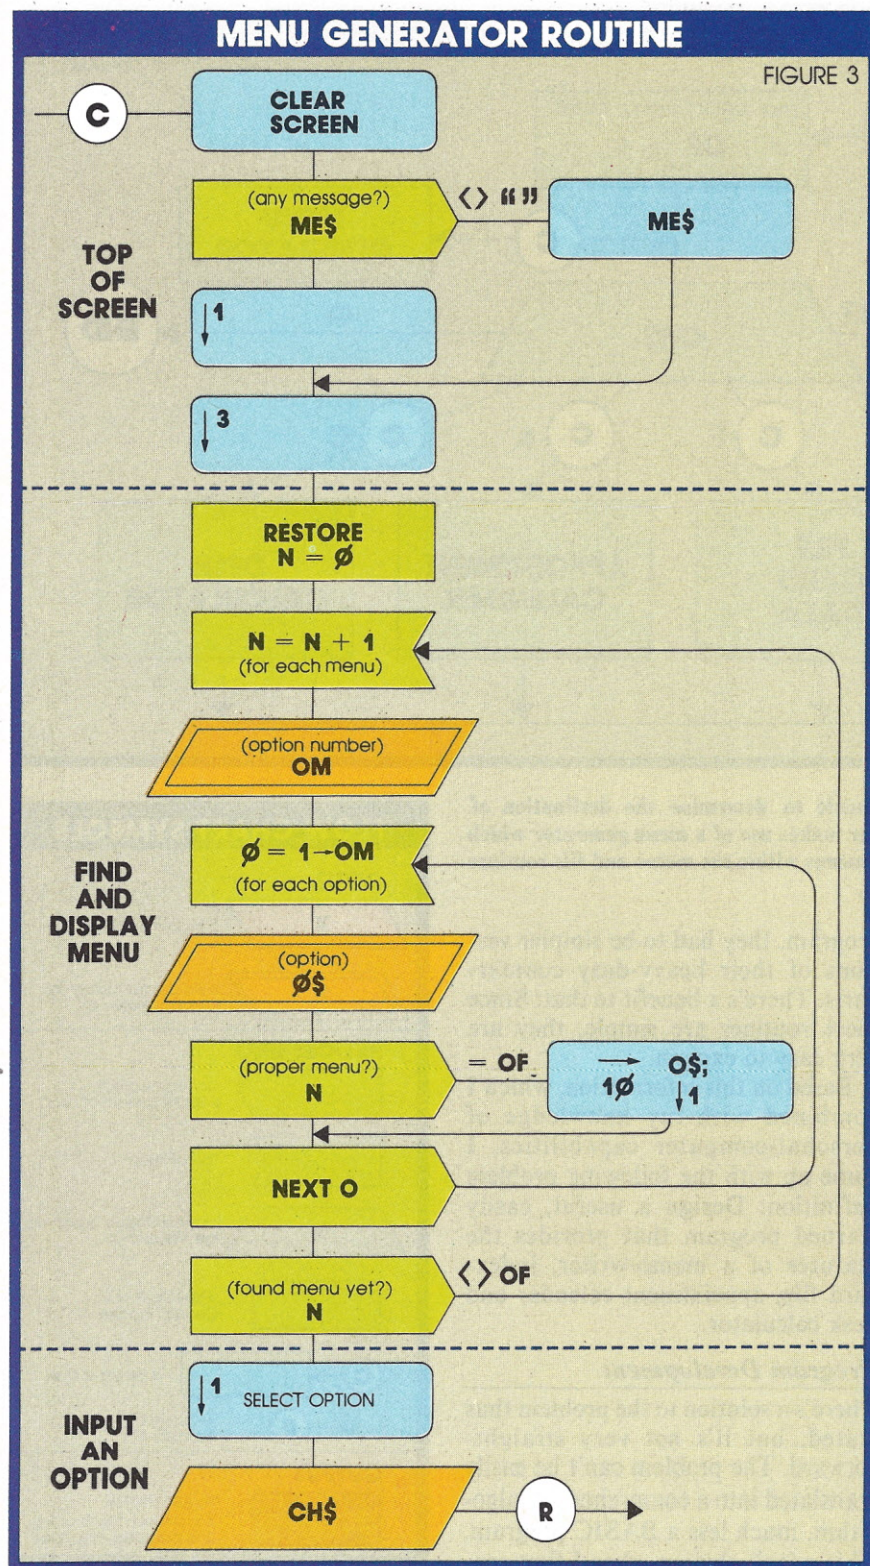 MENU GENERATOR ROUTINE
FIGURE 3
C
CLEAR
SCREEN
(any message?)
ME$
<> “”
ME$
TOP
OF
SCREEN
↓1
↓3
RESTORE
N = Ø
N = N + 1
(for each menu)
(option number)
OM
Ø = 1→OM
(for each option)
FIND
AND
DISPLAY
MENU
(option)
Ø$
(proper menu?)
N
= OF
→ O$;
1Ø ↓1
NEXT O
(found menu yet?)
N
<> OF
↓1 SELECT OPTION
INPUT
AN
OPTION
CH$
R